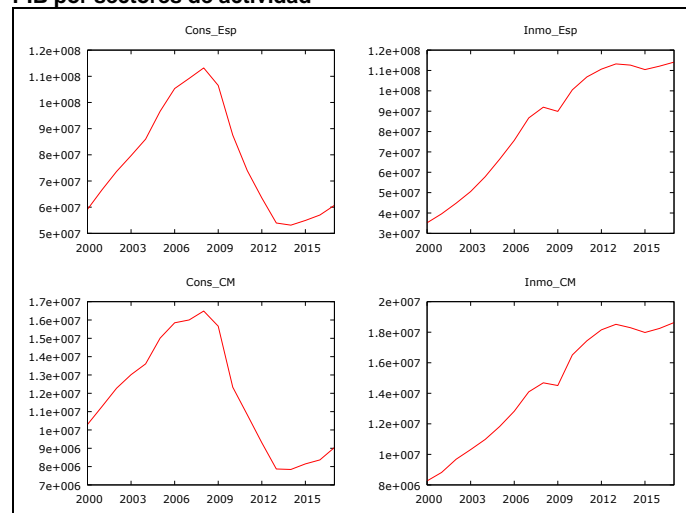 PIB por sectores de actividad
Cons_Esp
1.2e+008
1.1e+008
1e+008
9e+007
8e+007
7e+007
6e+007
5e+007
2000 2003 2006 2009 2012 2015
Inmo_Esp
1.2e+008
1.1e+008
1e+008
9e+007
8e+007
7e+007
6e+007
5e+007
4e+007
3e+007
2000 2003 2006 2009 2012 2015
Cons_CM
1.7e+007
1.6e+007
1.5e+007
1.4e+007
1.3e+007
1.2e+007
1.1e+007
1e+007
9e+006
8e+006
7e+006
2000 2003 2006 2009 2012 2015
Inmo_CM
2e+007
1.8e+007
1.6e+007
1.4e+007
1.2e+007
1e+007
8e+006
2000 2003 2006 2009 2012 2015